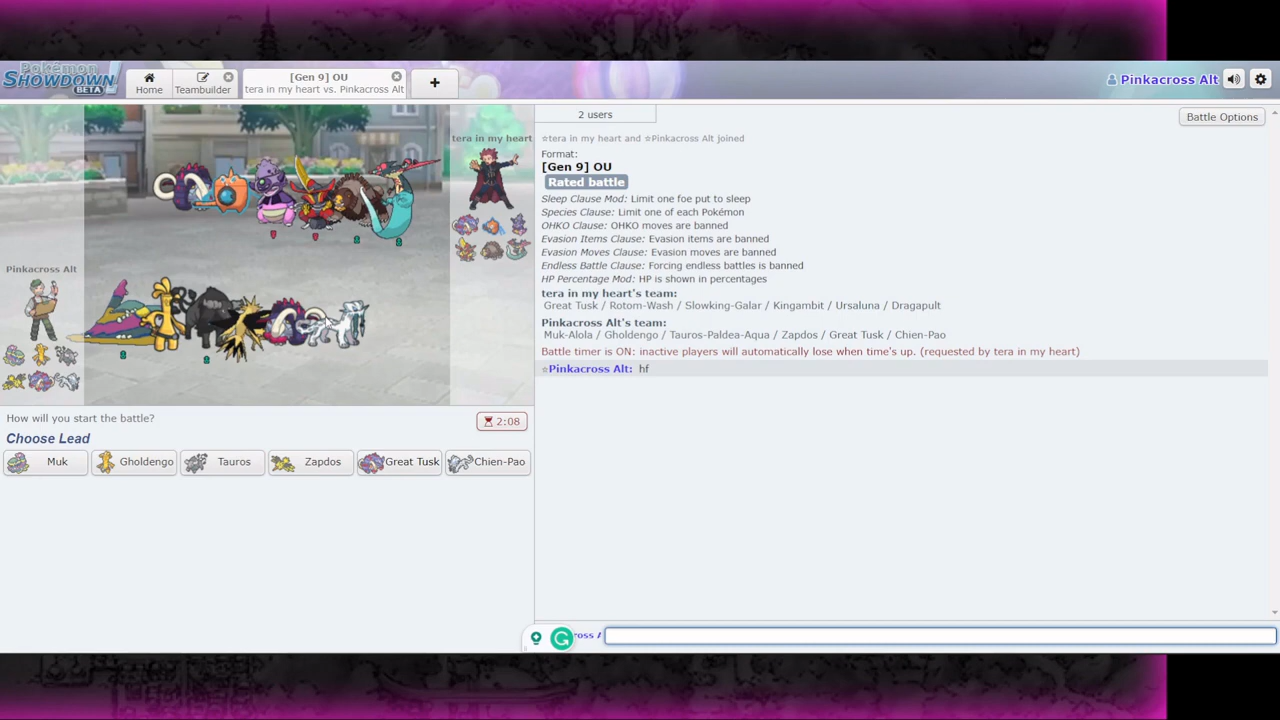 Pokémon
SHOWDOWN!
BETA
Home
Teambuilder
[Gen 9] OU
tera in my heart vs. Pinkacross Alt
+
Pinkacross Alt
tera in my heart
Pinkacross Alt
How will you start the battle?
2:08
Choose Lead
Muk
Gholdengo
Tauros
Zapdos
Great Tusk
Chien-Pao
2 users
Battle Options
☆tera in my heart and ☆Pinkacross Alt joined
Format:
[Gen 9] OU
Rated battle
Sleep Clause Mod: Limit one foe put to sleep
Species Clause: Limit one of each Pokémon
OHKO Clause: OHKO moves are banned
Evasion Items Clause: Evasion items are banned
Evasion Moves Clause: Evasion moves are banned
Endless Battle Clause: Forcing endless battles is banned
HP Percentage Mod: HP is shown in percentages
tera in my heart's team:
Great Tusk / Rotom-Wash / Slowking-Galar / Kingambit / Ursaluna / Dragapult
Pinkacross Alt's team:
Muk-Alola / Gholdengo / Tauros-Paldea-Aqua / Zapdos / Great Tusk / Chien-Pao
Battle timer is ON: inactive players will automatically lose when time's up. (requested by tera in my heart)
☆Pinkacross Alt: hf
ross A